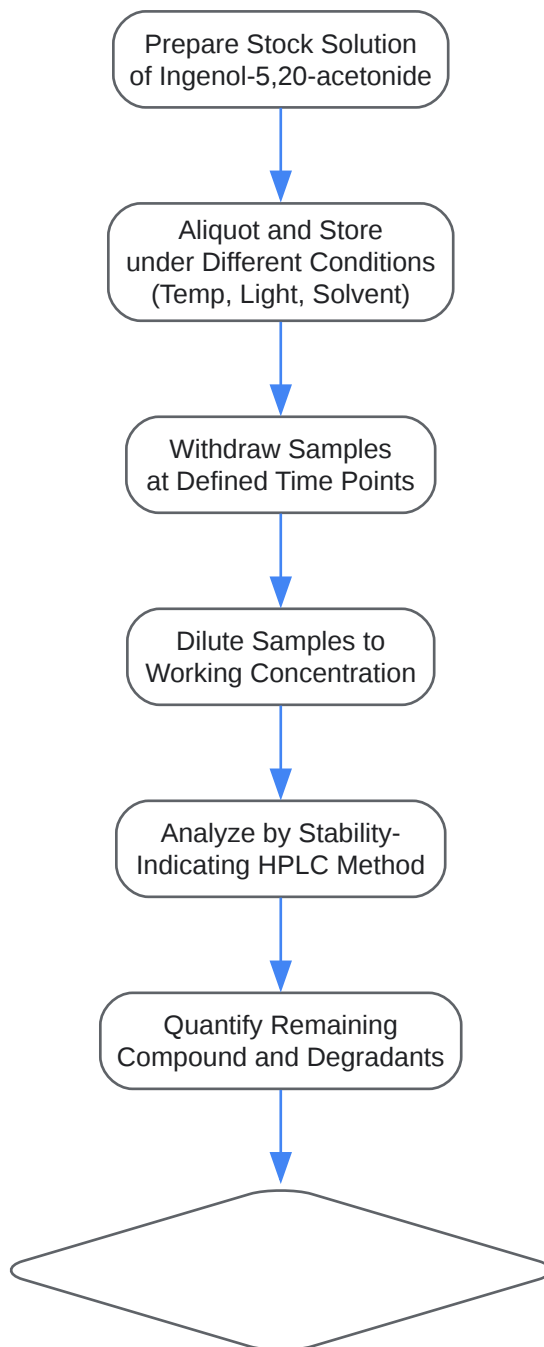 Prepare Stock Solution
of Ingenol-5,20-acetonide
Aliquot and Store
under Different Conditions
(Temp, Light, Solvent)
Withdraw Samples
at Defined Time Points
Dilute Samples to
Working Concentration
Analyze by Stability-
Indicating HPLC Method
Quantify Remaining
Compound and Degradants